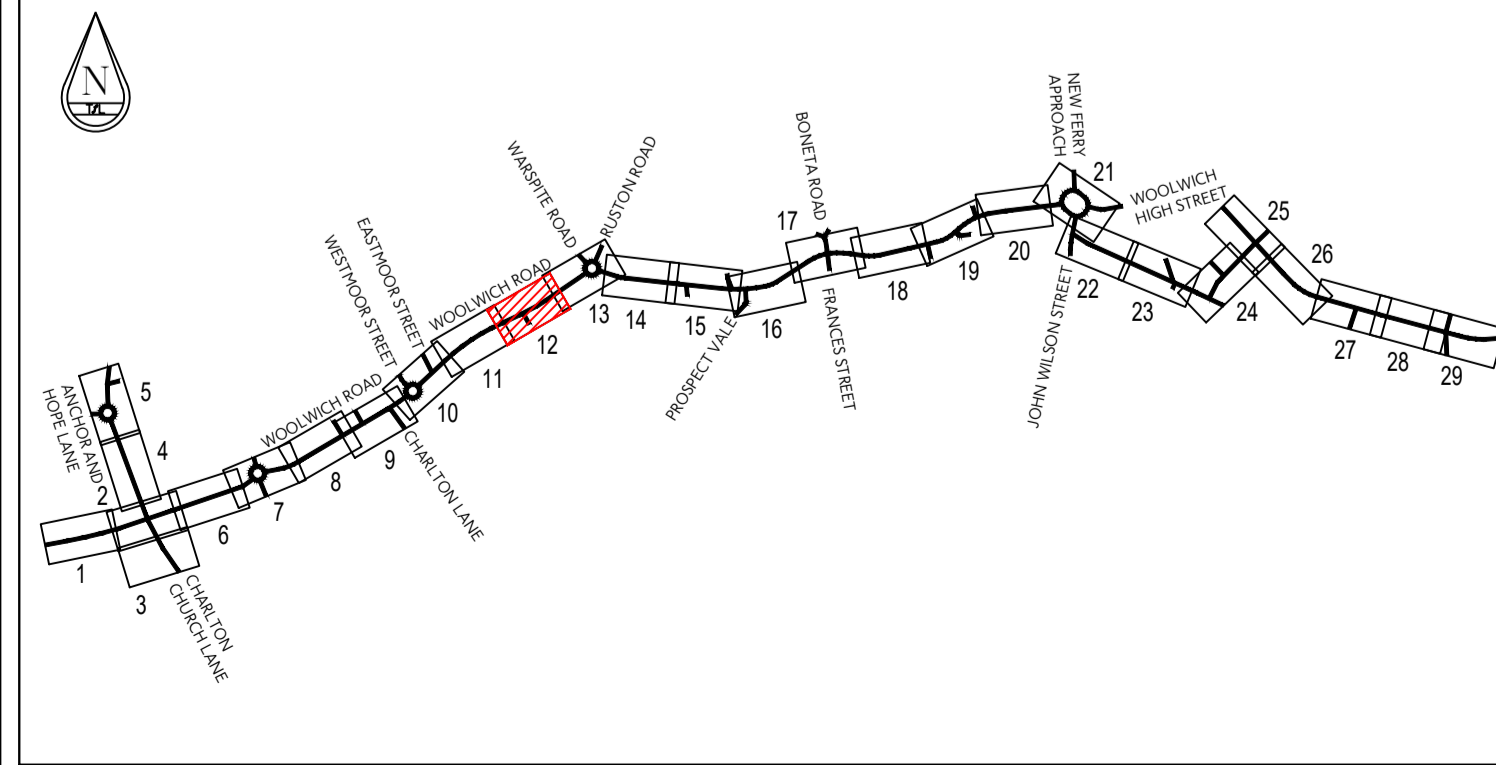 N
TfL
NEW FERRY
APPROACH
WOOLWICH
HIGH STREET
BONETA ROAD
RUSTON ROAD
WARSPITE ROAD
EASTMOOR STREET
WESTMOOR STREET
WOOLWICH ROAD
WOOLWICH ROAD
ANCHOR AND
HOPE LANE
CHARLTON
CHURCH LANE
CHARLTON LANE
PROSPECT VALE
FRANCES STREET
JOHN WILSON STREET
1
2
3
4
5
6
7
8
9
10
11
12
13
14
15
16
17
18
19
20
21
22
23
24
25
26
27
28
29